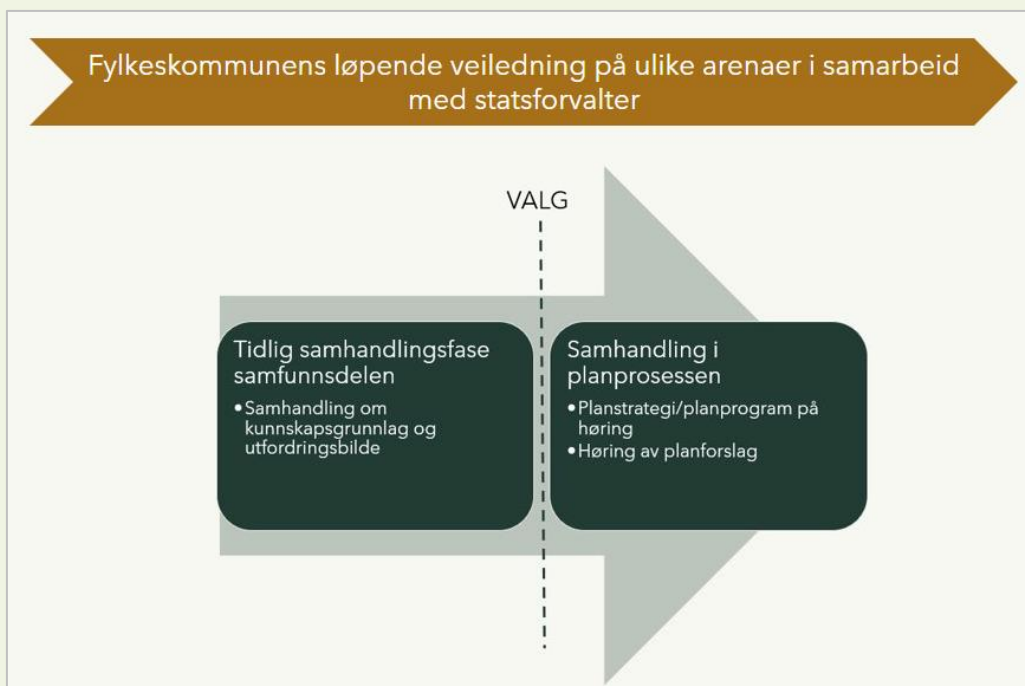 Fylkeskommunens løpende veiledning på ulike arenaer i samarbeid
med statsforvalter
VALG
Tidlig samhandlingsfase
samfunnsdelen
•Samhandling om
kunnskapsgrunnlag og
utfordringsbilde
Samhandling i
planprosessen
•Planstrategi/planprogram på
høring
•Høring av planforslag